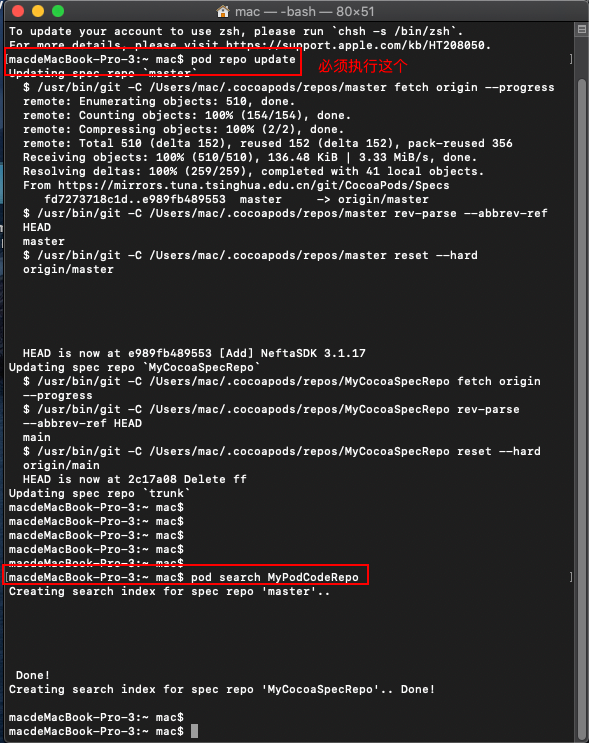 mac — -bash — 80×51
To update your account to use zsh, please run `chsh -s /bin/zsh`.
For more details, please visit https://support.apple.com/kb/HT208050.
[macdeMacBook-Pro-3:~ mac$ pod repo update ]
必须执行这个
Updating spec repo `master`
$ /usr/bin/git -C /Users/mac/.cocoapods/repos/master fetch origin --progress
remote: Enumerating objects: 510, done.
remote: Counting objects: 100% (154/154), done.
remote: Compressing objects: 100% (2/2), done.
remote: Total 510 (delta 152), reused 152 (delta 152), pack-reused 356
Receiving objects: 100% (510/510), 136.48 KiB | 3.33 MiB/s, done.
Resolving deltas: 100% (259/259), completed with 41 local objects.
From https://mirrors.tuna.tsinghua.edu.cn/git/CocoaPods/Specs
fd7273718c1d..e989fb489553  master     -> origin/master
$ /usr/bin/git -C /Users/mac/.cocoapods/repos/master rev-parse --abbrev-ref
HEAD
master
$ /usr/bin/git -C /Users/mac/.cocoapods/repos/master reset --hard
origin/master
HEAD is now at e989fb489553 [Add] NeftaSDK 3.1.17
Updating spec repo `MyCocoaSpecRepo`
$ /usr/bin/git -C /Users/mac/.cocoapods/repos/MyCocoaSpecRepo fetch origin
--progress
$ /usr/bin/git -C /Users/mac/.cocoapods/repos/MyCocoaSpecRepo rev-parse
--abbrev-ref HEAD
main
$ /usr/bin/git -C /Users/mac/.cocoapods/repos/MyCocoaSpecRepo reset --hard
origin/main
HEAD is now at 2c17a08 Delete ff
Updating spec repo `trunk`
macdeMacBook-Pro-3:~ mac$
macdeMacBook-Pro-3:~ mac$
macdeMacBook-Pro-3:~ mac$
macdeMacBook-Pro-3:~ mac$
macdeMacBook-Pro-3:~ mac$
[macdeMacBook-Pro-3:~ mac$ pod search MyPodCodeRepo ]
Creating search index for spec repo 'master'..
Done!
Creating search index for spec repo 'MyCocoaSpecRepo'.. Done!
macdeMacBook-Pro-3:~ mac$
macdeMacBook-Pro-3:~ mac$